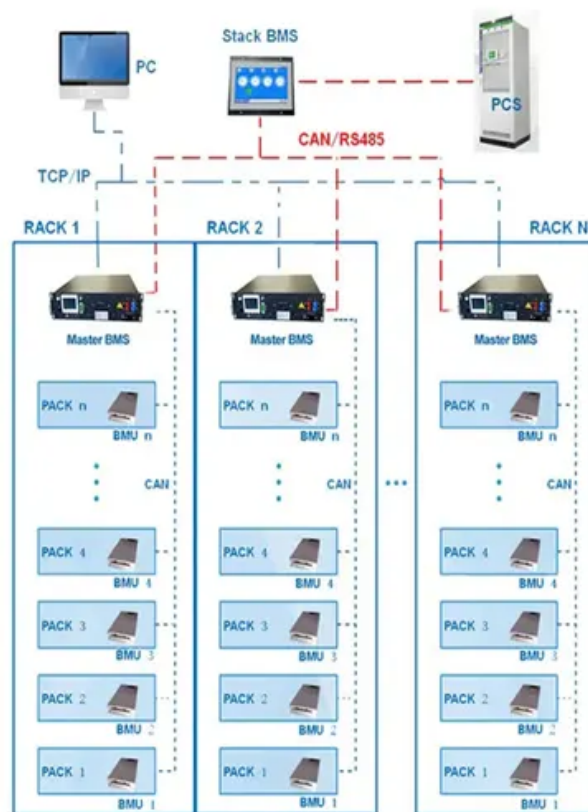 PC
Stack BMS
PCS
CAN/RS485
TCP/IP
RACK 1
RACK 2
RACK N
Master BMS
Master BMS
Master BMS
PACK n
BMU n
PACK n
BMU n
PACK n
BMU n
CAN
CAN
CAN
PACK 4
BMU 4
PACK 4
BMU 4
PACK 4
BMU 4
PACK 3
BMU 3
PACK 3
BMU 3
PACK 3
BMU 3
PACK 2
BMU 2
PACK 2
BMU 2
PACK 2
BMU 2
PACK 1
BMU 1
PACK 1
BMU 1
PACK 1
BMU 1